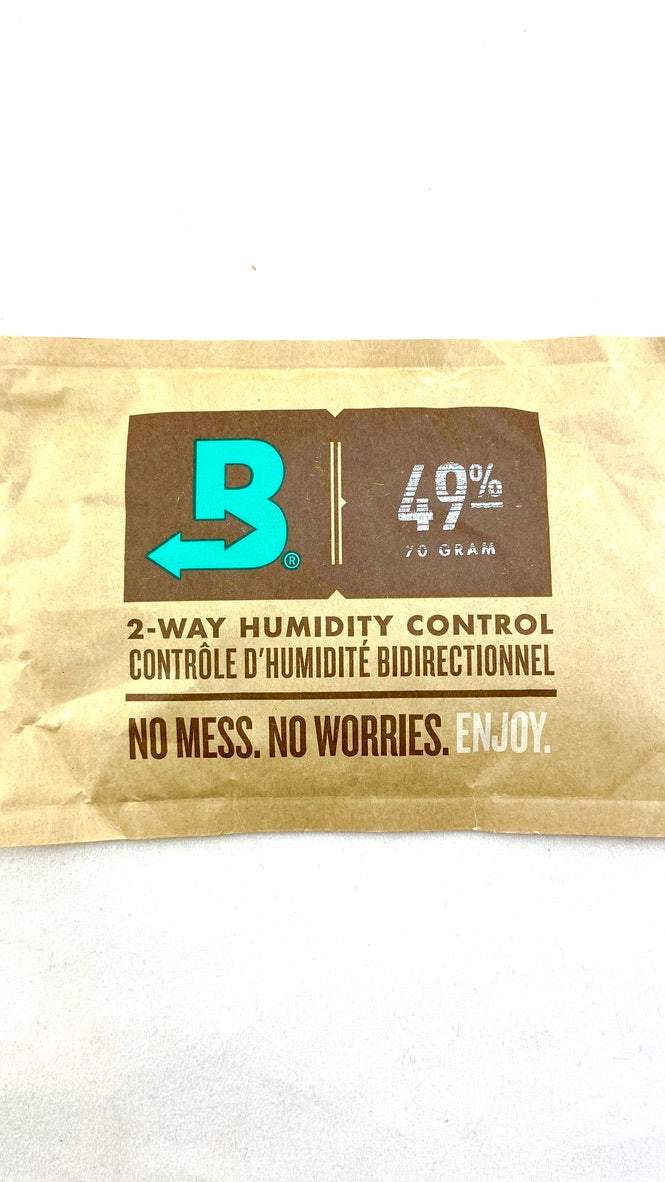 B®
49%
70 GRAM
2-WAY HUMIDITY CONTROL
CONTRÔLE D'HUMIDITÉ BIDIRECTIONNEL
NO MESS. NO WORRIES. ENJOY.